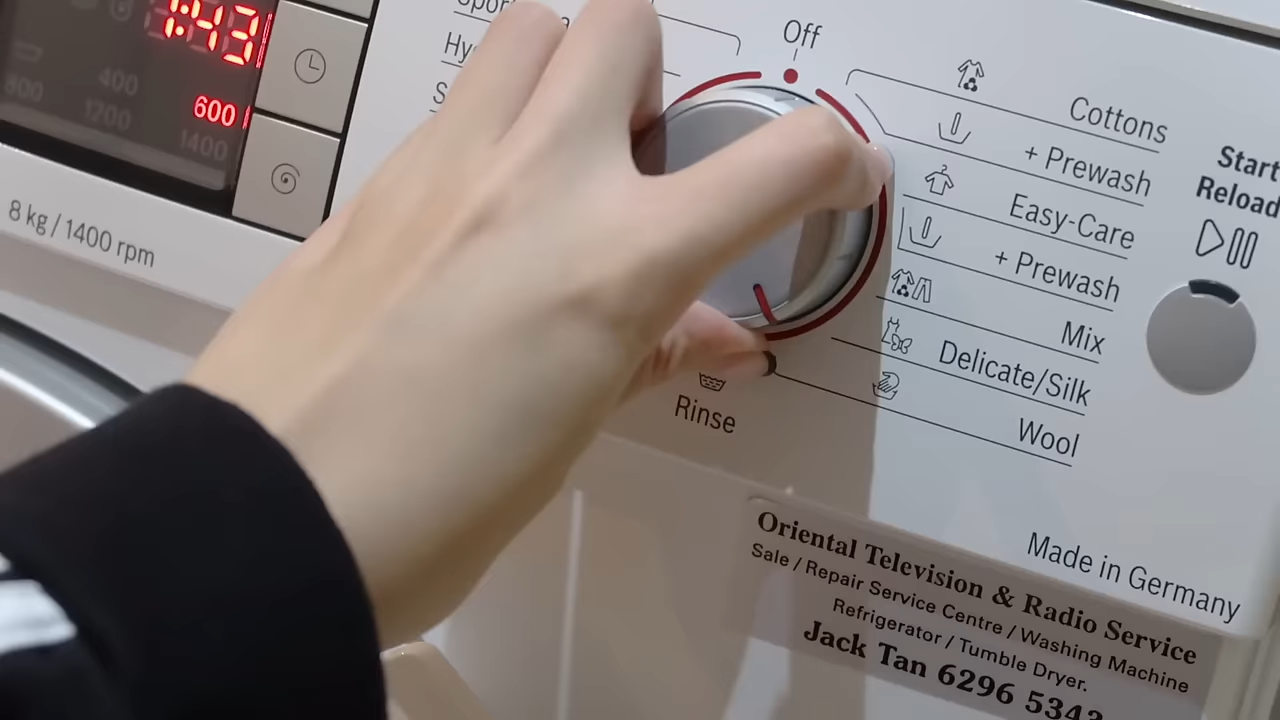 1:43
400
800
600
1200
1400
8 kg / 1400 rpm
Off
Cottons
+ Prewash
Easy-Care
+ Prewash
Mix
Delicate/Silk
Wool
Rinse
Start
Reload
Made in Germany
Oriental Television & Radio Service
Sale / Repair Service Centre / Washing Machine
Refrigerator / Tumble Dryer.
Jack Tan 6296 5343